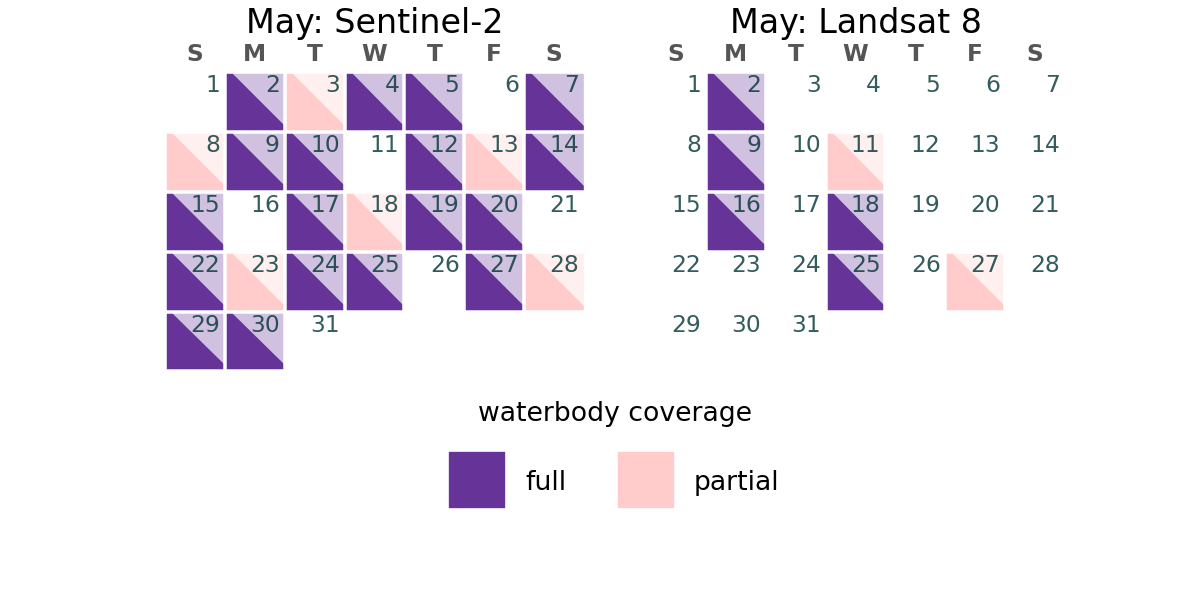 May: Sentinel-2
S M T W T F S
1 2 3 4 5 6 7
8 9 10 11 12 13 14
15 16 17 18 19 20 21
22 23 24 25 26 27 28
29 30 31
May: Landsat 8
S M T W T F S
1 2 3 4 5 6 7
8 9 10 11 12 13 14
15 16 17 18 19 20 21
22 23 24 25 26 27 28
29 30 31
waterbody coverage
full partial